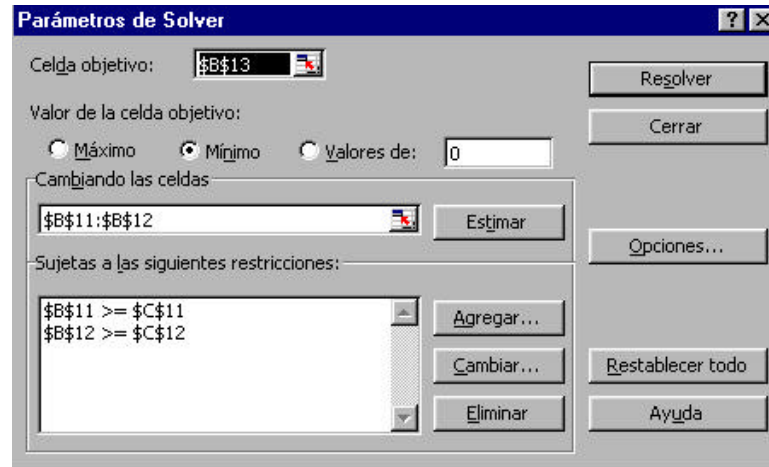 Parámetros de Solver
Celda objetivo: $B$13
Resolver
Valor de la celda objetivo:
Cerrar
Máximo Mínimo Valores de: 0
Cambiando las celdas
$B$11:$B$12 Estimar
Opciones...
Sujetas a las siguientes restricciones:
$B$11 >= $C$11
$B$12 >= $C$12
Agregar...
Cambiar... Restablecer todo
Eliminar Ayuda